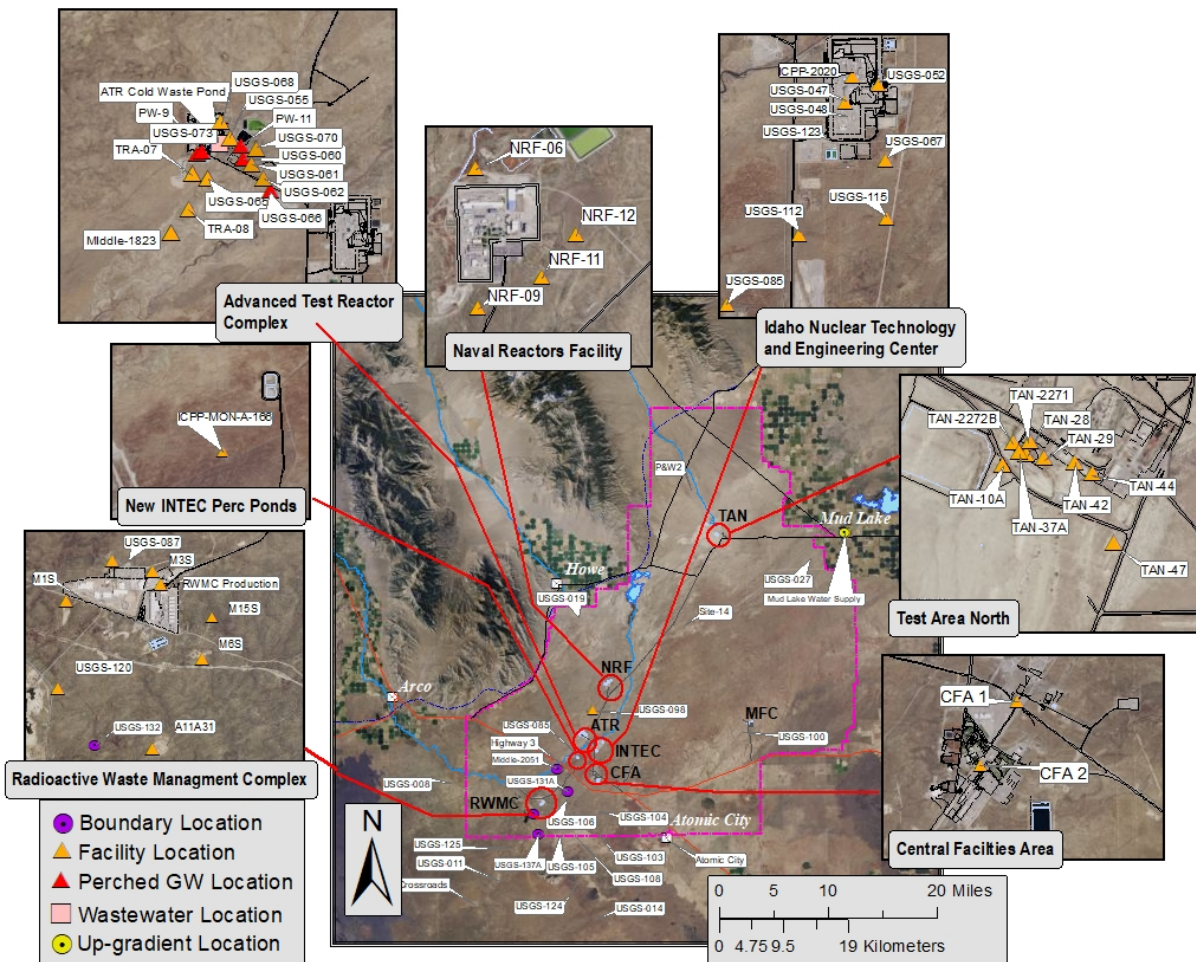 USGS-068
ATR Cold Waste Pond
USGS-055
PW-9
PW-11
USGS-073
USGS-070
TRA-07
USGS-060
USGS-061
USGS-062
USGS-065
USGS-066
TRA-08
MIddle-1823
Advanced Test Reactor
Complex
NRF-06
NRF-12
NRF-11
NRF-09
Naval Reactors Facility
ICPP-2020
USGS-052
USGS-047
USGS-048
USGS-123
USGS-067
USGS-112
USGS-115
USGS-085
Idaho Nuclear Technology
and Engineering Center
ICPP-MON-A-166
New INTEC Perc Ponds
TAN-2271
TAN-2272B
TAN-28
TAN-29
TAN-10A
TAN-42
TAN-44
TAN-37A
TAN-47
Test Area North
USGS-087
M3S
M1S
RWMC Production
M15S
M6S
USGS-120
USGS-132
A11A31
Radioactive Waste Managment Complex
CFA 1
CFA 2
Central Facilties Area
P&W2
TAN
Mud Lake
Howe
USGS-027
Mud Lake Water Supply
USGS-019
Site-14
NRF
Arco
USGS-098
MFC
USGS-085
ATR
Highway 3
INTEC
USGS-100
Middle-2051
CFA
USGS-008
USGS-131A
RWMC
USGS-106
USGS-104
Atomic City
USGS-125
USGS-103
Atomic City
USGS-011
USGS-137A
USGS-105
USGS-108
Crossroads
USGS-124
USGS-014
N
Boundary Location
Facility Location
Perched GW Location
Wastewater Location
Up-gradient Location
0 5 10 20 Miles
0 4.75 9.5 19 Kilometers